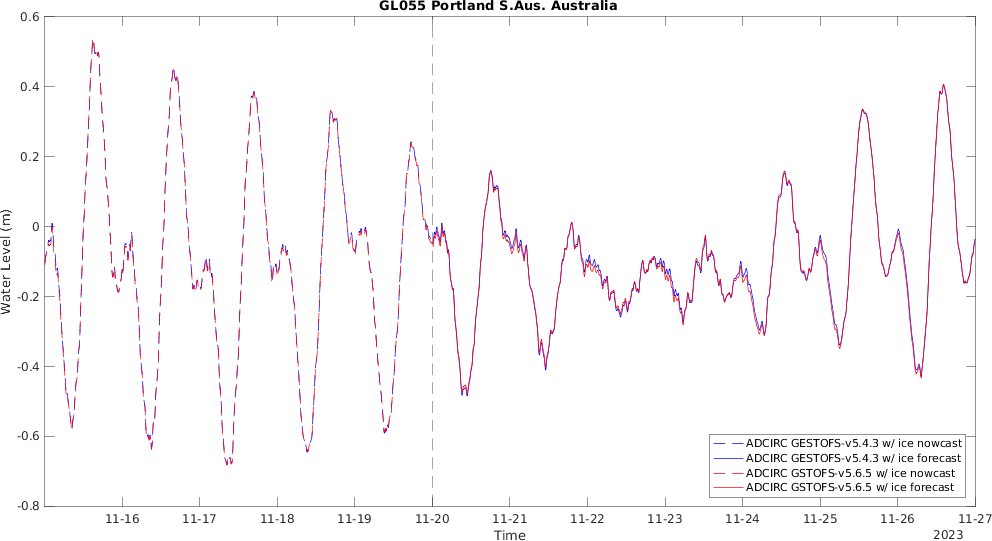 GL055 Portland S.Aus. Australia
Water Level (m)
0.6
0.4
0.2
0
-0.2
-0.4
-0.6
-0.8
ADCIRC GESTOFS-v5.4.3 w/ ice nowcast
ADCIRC GESTOFS-v5.4.3 w/ ice forecast
ADCIRC GSTOFS-v5.6.5 w/ ice nowcast
ADCIRC GSTOFS-v5.6.5 w/ ice forecast
11-16 11-17 11-18 11-19 11-20 11-21 11-22 11-23 11-24 11-25 11-26 11-27
Time
2023